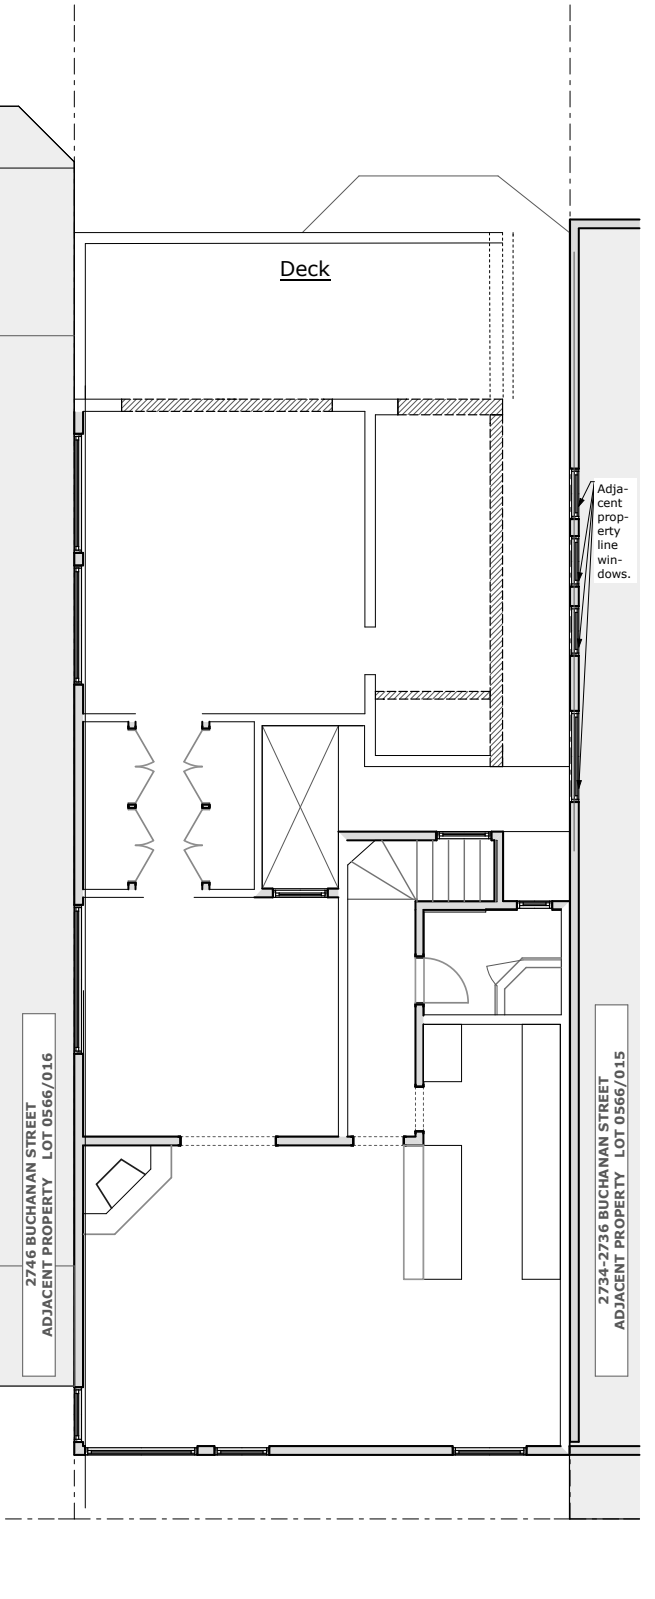 Deck
Adja-
cent
prop-
erty
line
win-
dows.
2746 BUCHANAN STREET
ADJACENT PROPERTY LOT 0566/016
2734-2736 BUCHANAN STREET
ADJACENT PROPERTY LOT 0566/015